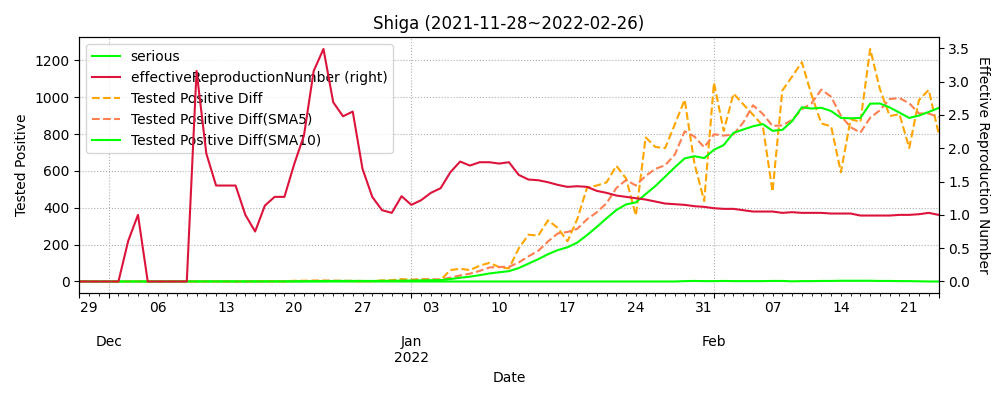 Shiga (2021-11-28~2022-02-26)
serious
effectiveReproductionNumber (right)
Tested Positive Diff
Tested Positive Diff(SMA5)
Tested Positive Diff(SMA10)
Tested Positive
1200
1000
800
600
400
200
0
Effective Reproduction Number
3.5
3.0
2.5
2.0
1.5
1.0
0.5
0.0
29 06 13 20 27 03 10 17 24 31 07 14 21
Dec Jan Feb
2022
Date